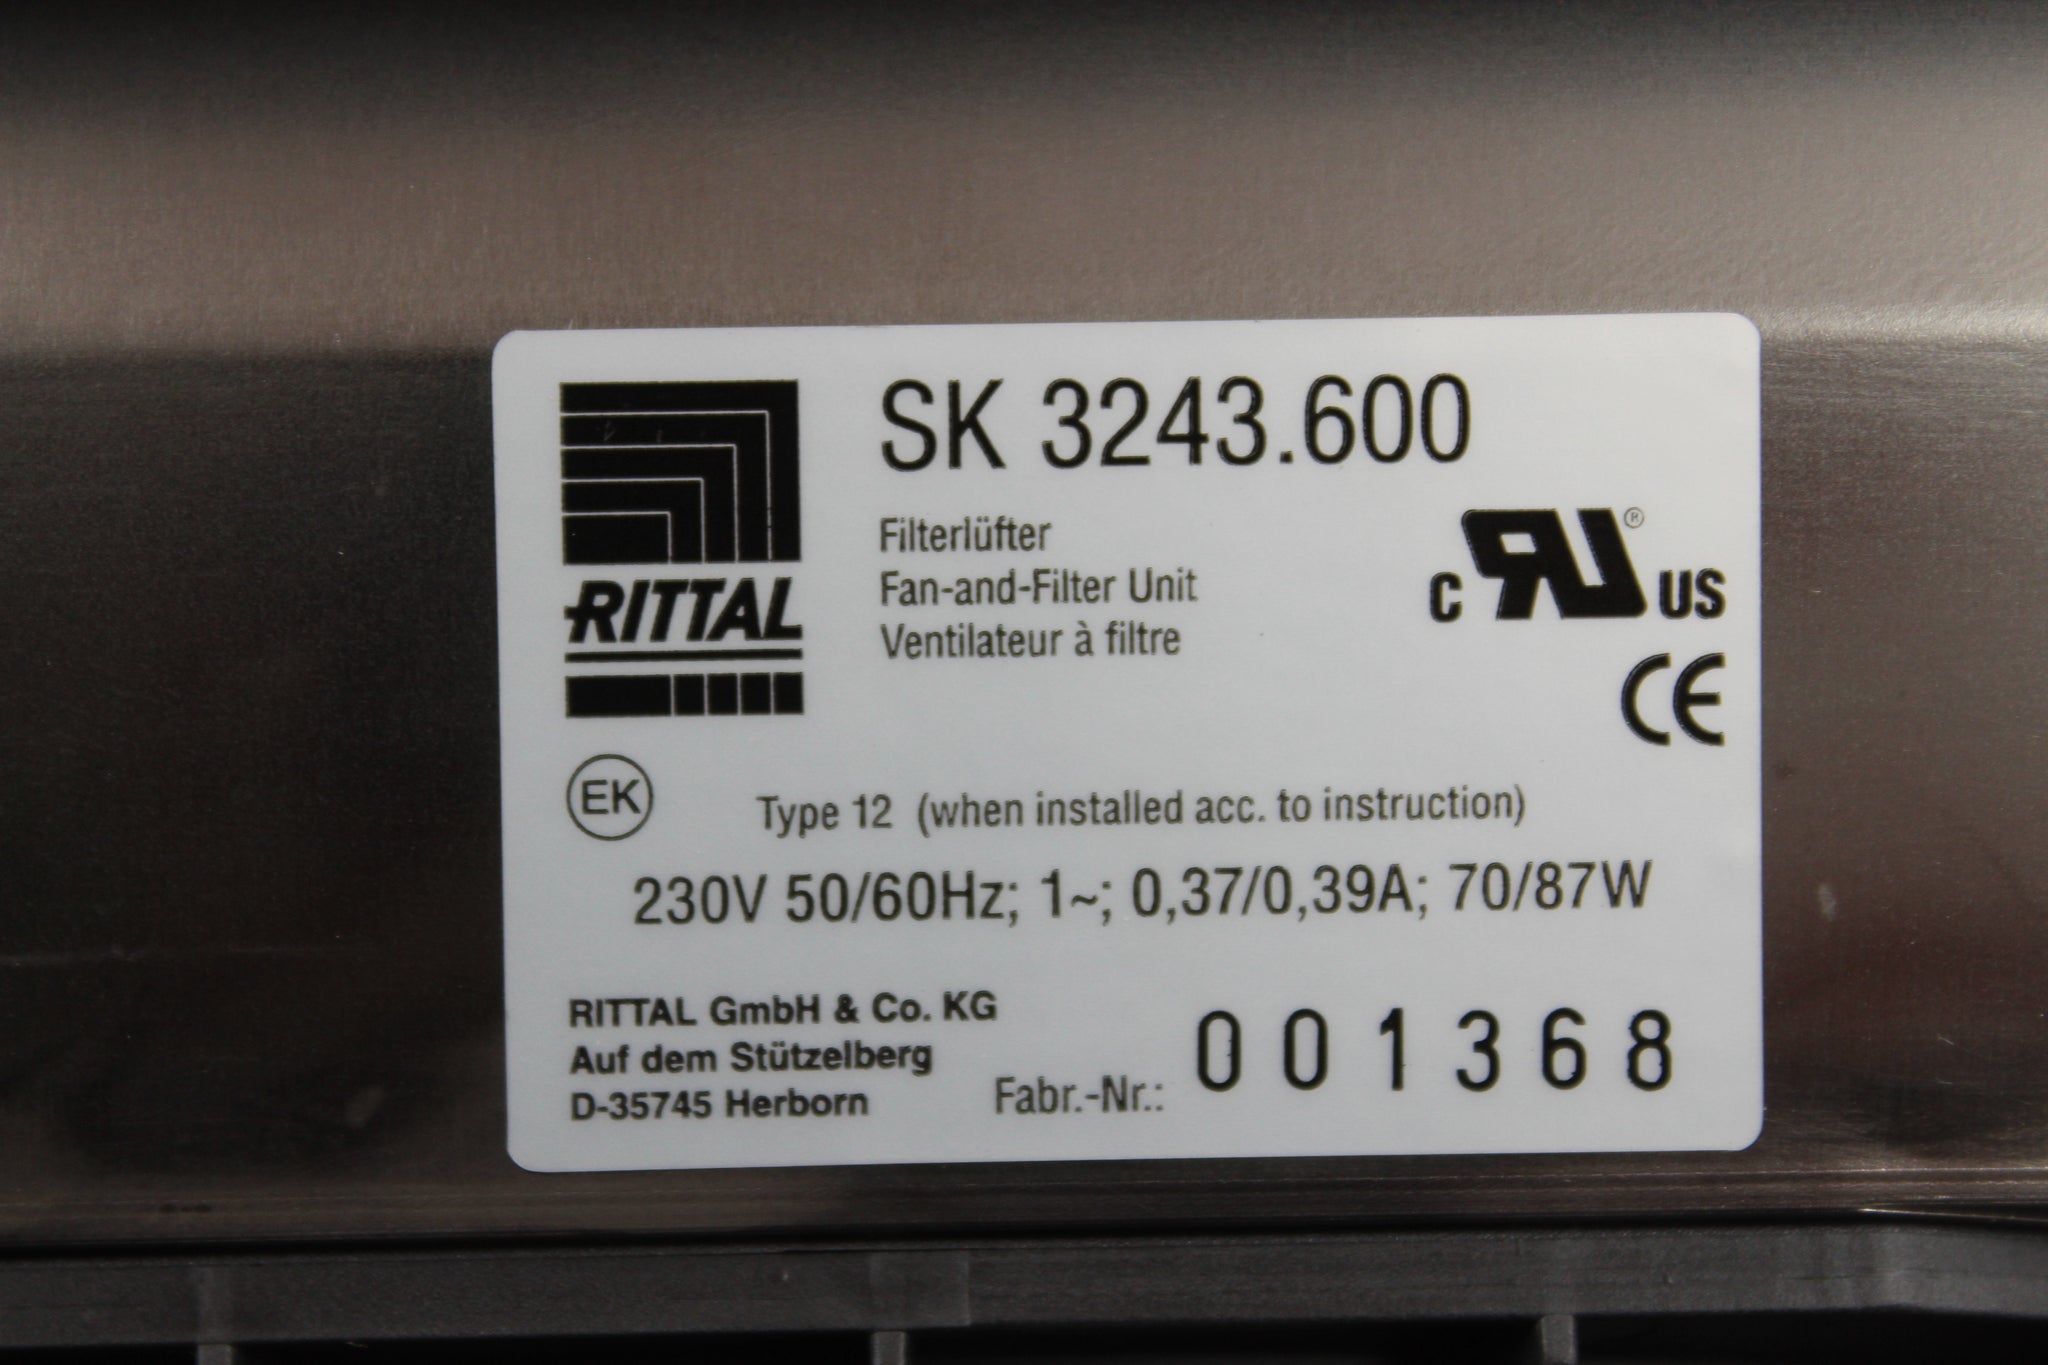 SK 3243.600
RITTAL
Filterlüfter
Fan-and-Filter Unit
Ventilateur à filtre
c RU ® US
CE
EK
Type 12 (when installed acc. to instruction)
230V 50/60Hz; 1~; 0,37/0,39A; 70/87W
RITTAL GmbH & Co. KG
Auf dem Stützelberg
D-35745 Herborn
Fabr.-Nr.: 001368